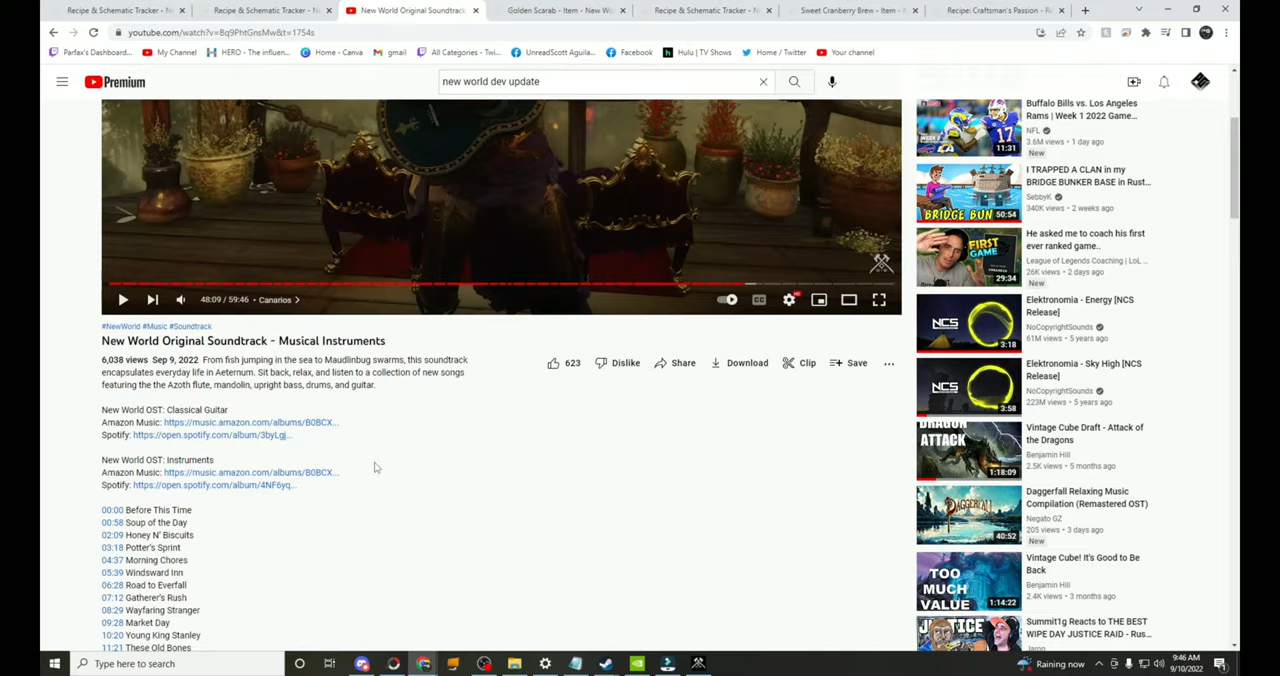 Recipe & Schematic Tracker - N
Recipe & Schematic Tracker - N
New World Original Soundtrack
Golden Scarab - Item - New Wo
Recipe & Schematic Tracker - N
Sweet Cranberry Brew - Item - N
Recipe: Craftsman's Passion - R
youtube.com/watch?v=8q9PhtGnsMw&t=1754s
Parfax's Dashboard...
My Channel
HERO - The influen...
Home - Canva
gmail
All Categories - Twi...
UnreadScott Aguila...
Facebook
Hulu | TV Shows
Home / Twitter
Your channel
Premium
new world dev update
48:09 / 59:46 • Canarios
#NewWorld #Music #Soundtrack
New World Original Soundtrack - Musical Instruments
6,038 views Sep 9, 2022 From fish jumping in the sea to Maudlinbug swarms, this soundtrack
encapsulates everyday life in Aeternum. Sit back, relax, and listen to a collection of new songs
featuring the the Azoth flute, mandolin, upright bass, drums, and guitar.
623
Dislike
Share
Download
Clip
Save
New World OST: Classical Guitar
Amazon Music: https://music.amazon.com/albums/B0BCX...
Spotify: https://open.spotify.com/album/3byLgj...
New World OST: Instruments
Amazon Music: https://music.amazon.com/albums/B0BCX...
Spotify: https://open.spotify.com/album/4NF6yq...
00:00 Before This Time
00:58 Soup of the Day
02:09 Honey N' Biscuits
03:18 Potter's Sprint
04:37 Morning Chores
05:39 Windsward Inn
06:28 Road to Everfall
07:12 Gatherer's Rush
08:29 Wayfaring Stranger
09:28 Market Day
10:20 Young King Stanley
11:21 These Old Bones
Buffalo Bills vs. Los Angeles
Rams | Week 1 2022 Game...
NFL
3.6M views • 1 day ago
New
11:31
I TRAPPED A CLAN in my
BRIDGE BUNKER BASE in Rust...
SebbyK
340K views • 2 weeks ago
BRIDGE BUN
50:54
He asked me to coach his first
ever ranked game..
League of Legends Coaching | LoL ...
26K views • 2 days ago
New
FIRST
GAME
29:34
Elektronomia - Energy [NCS
Release]
NoCopyrightSounds
61M views • 5 years ago
NCS
3:18
Elektronomia - Sky High [NCS
Release]
NoCopyrightSounds
223M views • 5 years ago
NCS
3:58
Vintage Cube Draft - Attack of
the Dragons
Benjamin Hill
2.5K views • 5 months ago
DRAGON
ATTACK
1:18:09
Daggerfall Relaxing Music
Compilation (Remastered OST)
Negato GZ
205 views • 3 days ago
New
DAGGERFALL
40:52
Vintage Cube! It's Good to Be
Back
Benjamin Hill
2.4K views • 3 months ago
TOO
MUCH
VALUE
1:14:22
Summit1g Reacts to THE BEST
WIPE DAY JUSTICE RAID - Rus...
Jaron
JUSTICE
Type here to search
Raining now
9:46 AM
9/10/2022